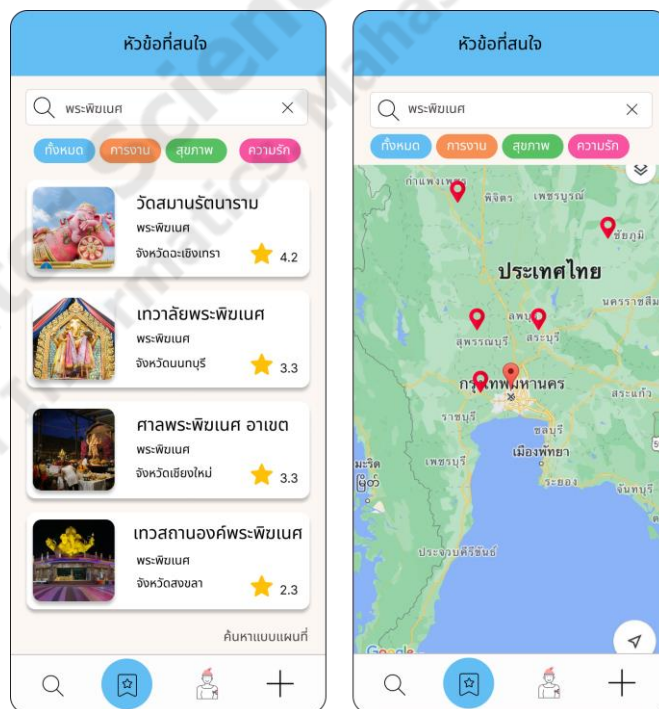 หัวข้อที่สนใจ
พระพิฆเนศ
ทั้งหมด การงาน สุขภาพ ความรัก
วัดสมานรัตนาราม
พระพิฆเนศ
จังหวัดฉะเชิงเทรา 4.2
เทวาลัยพระพิฆเนศ
พระพิฆเนศ
จังหวัดนนทบุรี 3.3
ศาลพระพิฆเนศ อาเขต
พระพิฆเนศ
จังหวัดเชียงใหม่ 3.3
เทวสถานองค์พระพิฆเนศ
พระพิฆเนศ
จังหวัดสงขลา 2.3
ค้นหาแบบแผนที่
หัวข้อที่สนใจ
พระพิฆเนศ
ทั้งหมด การงาน สุขภาพ ความรัก
พิจิตร เพชรบูรณ์
ชัยภูมิ
ประเทศไทย
สุพรรณบุรี สระบุรี
สระแก้ว
ราชบุรี
ชลบุรี
เมืองพัทยา
เพชรบุรี
มะริด
မြိတ်
ระยอง จันทบุรี
ประจวบคีรีขันธ์